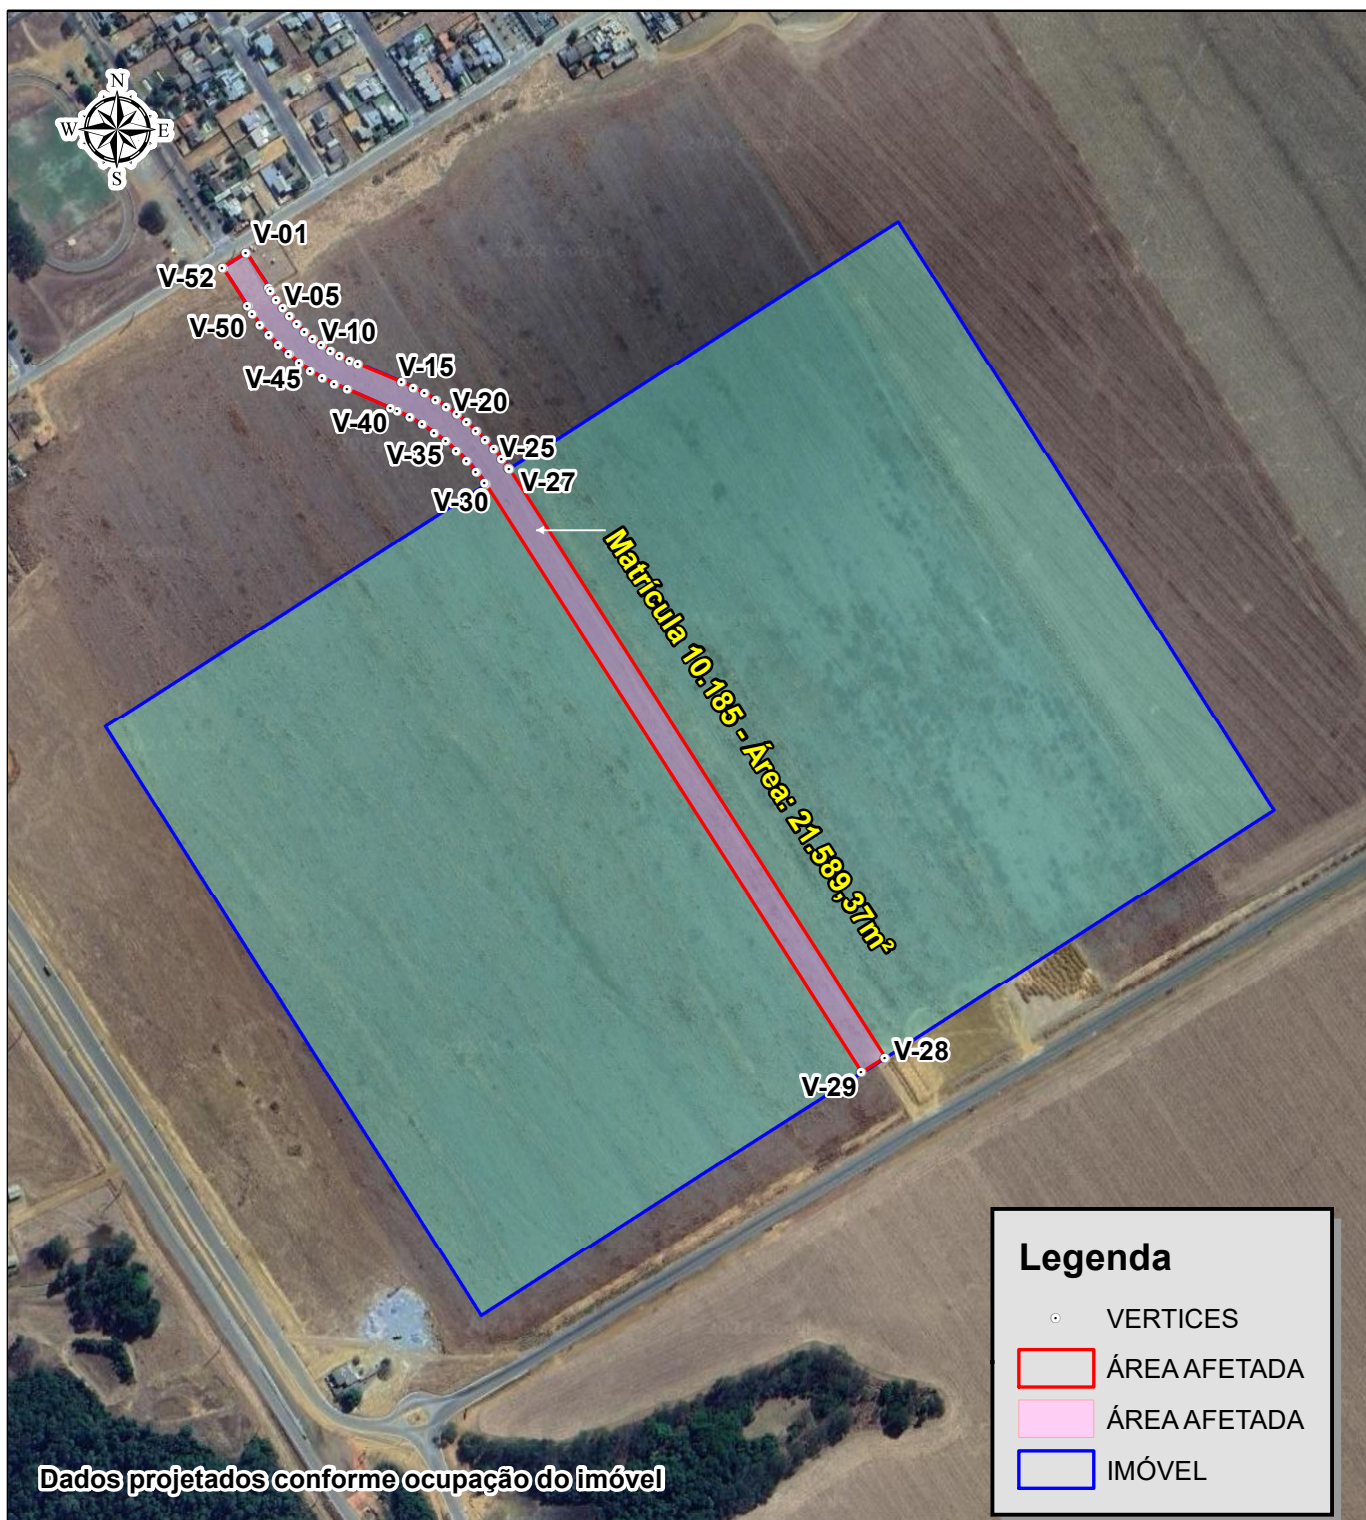 N
W E
S
V-01
V-52
V-05
V-50
V-10
V-45
V-15
V-40
V-20
V-35
V-25
V-27
V-30
Matrícula 10.185 - Área: 21.589,37m²
V-28
V-29
Legenda
VERTICES
ÁREA AFETADA
ÁREA AFETADA
IMÓVEL
Dados projetados conforme ocupação do imóvel